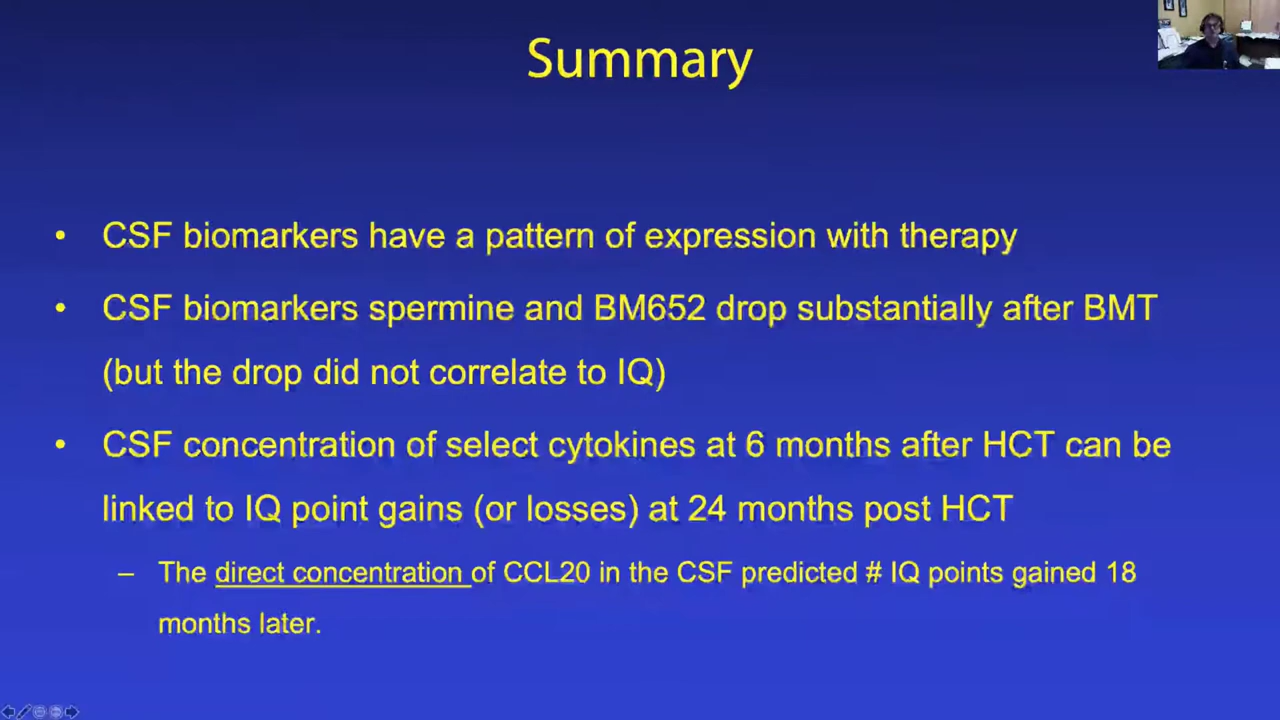 Summary
• CSF biomarkers have a pattern of expression with therapy
• CSF biomarkers spermine and BM652 drop substantially after BMT
(but the drop did not correlate to IQ)
• CSF concentration of select cytokines at 6 months after HCT can be
linked to IQ point gains (or losses) at 24 months post HCT
– The direct concentration of CCL20 in the CSF predicted # IQ points gained 18
months later.